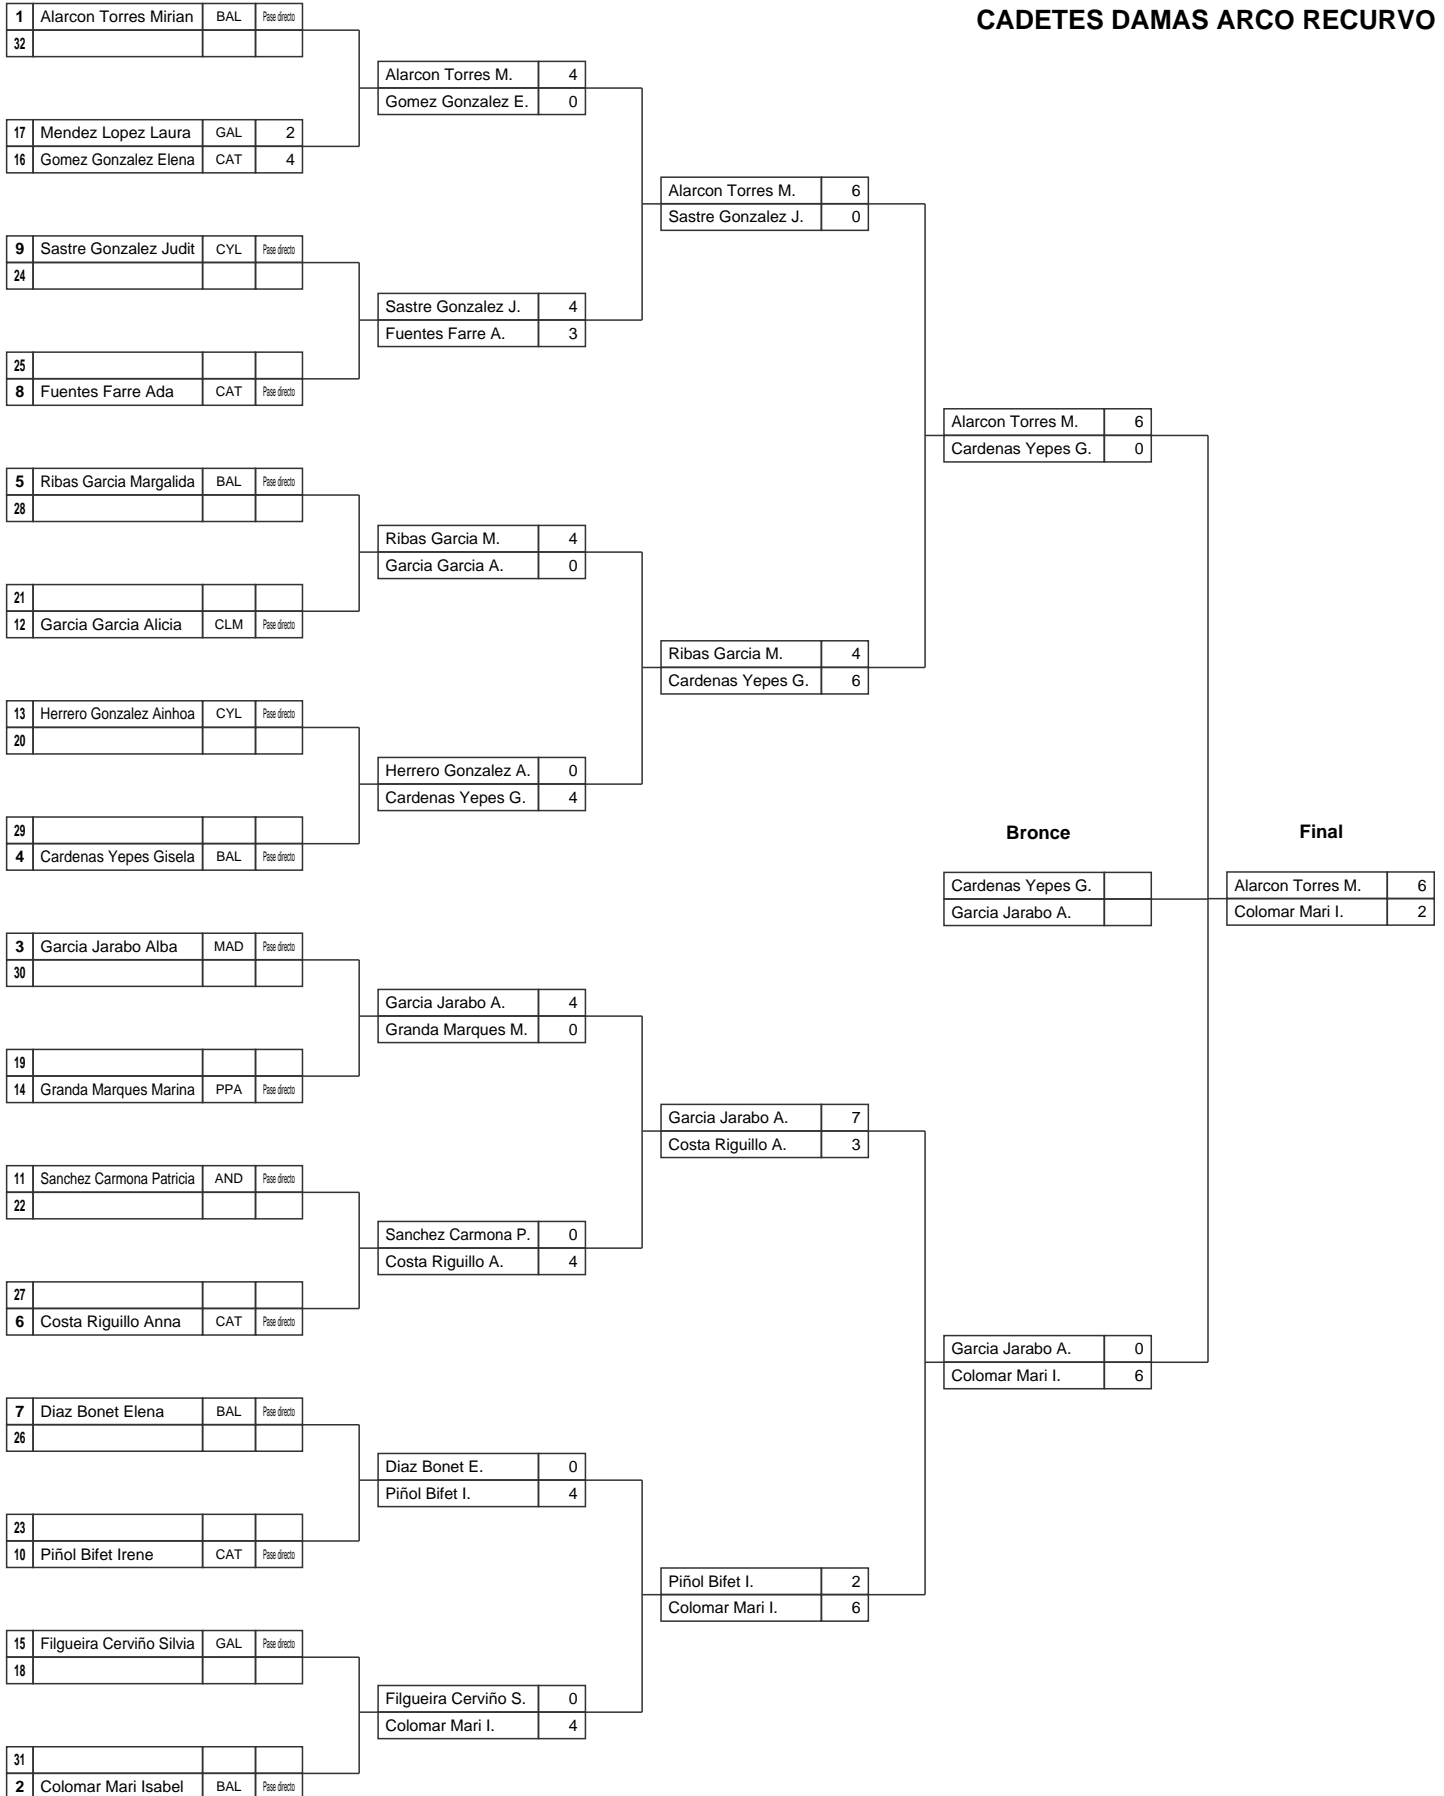 CADETES DAMAS ARCO RECURVO
1 Alarcon Torres Mirian BAL Pase directo
32
Alarcon Torres M. 4
Gomez Gonzalez E. 0
17 Mendez Lopez Laura GAL 2
16 Gomez Gonzalez Elena CAT 4
Alarcon Torres M. 6
Sastre Gonzalez J. 0
9 Sastre Gonzalez Judit CYL Pase directo
24
Sastre Gonzalez J. 4
Fuentes Farre A. 3
25
8 Fuentes Farre Ada CAT Pase directo
Alarcon Torres M. 6
Cardenas Yepes G. 0
5 Ribas Garcia Margalida BAL Pase directo
28
Ribas Garcia M. 4
Garcia Garcia A. 0
21
12 Garcia Garcia Alicia CLM Pase directo
Ribas Garcia M. 4
Cardenas Yepes G. 6
13 Herrero Gonzalez Ainhoa CYL Pase directo
20
Herrero Gonzalez A. 0
Cardenas Yepes G. 4
29
Bronce Final
4 Cardenas Yepes Gisela BAL Pase directo
Cardenas Yepes G. Alarcon Torres M. 6
Garcia Jarabo A. Colomar Mari I. 2
3 Garcia Jarabo Alba MAD Pase directo
30
Garcia Jarabo A. 4
Granda Marques M. 0
19
14 Granda Marques Marina PPA Pase directo
Garcia Jarabo A. 7
Costa Riguillo A. 3
11 Sanchez Carmona Patricia AND Pase directo
22
Sanchez Carmona P. 0
Costa Riguillo A. 4
27
6 Costa Riguillo Anna CAT Pase directo
Garcia Jarabo A. 0
Colomar Mari I. 6
7 Diaz Bonet Elena BAL Pase directo
26
Diaz Bonet E. 0
Piñol Bifet I. 4
23
10 Piñol Bifet Irene CAT Pase directo
Piñol Bifet I. 2
Colomar Mari I. 6
15 Filgueira Cerviño Silvia GAL Pase directo
18
Filgueira Cerviño S. 0
Colomar Mari I. 4
31
2 Colomar Mari Isabel BAL Pase directo